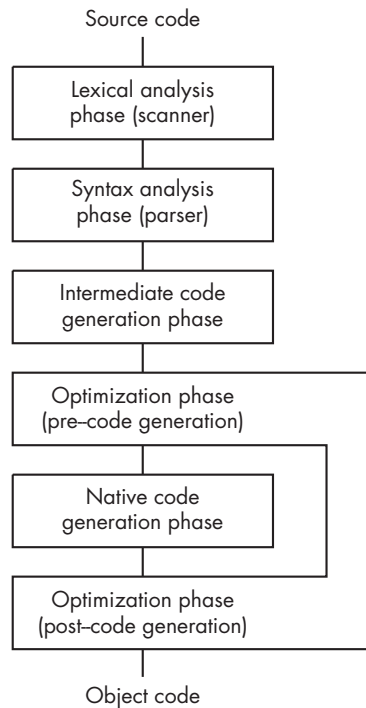 Source code
Lexical analysis
phase (scanner)
Syntax analysis
phase (parser)
Intermediate code
generation phase
Optimization phase
(pre–code generation)
Native code
generation phase
Optimization phase
(post–code generation)
Object code